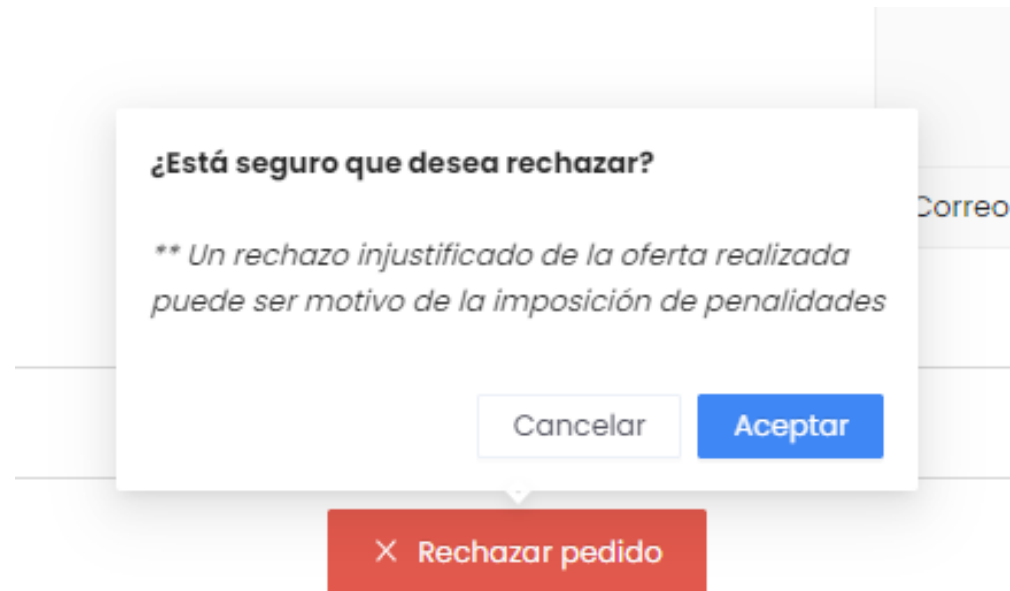 ¿Está seguro que desea rechazar?
Correo
** Un rechazo injustificado de la oferta realizada
puede ser motivo de la imposición de penalidades
Cancelar
Aceptar
Rechazar pedido